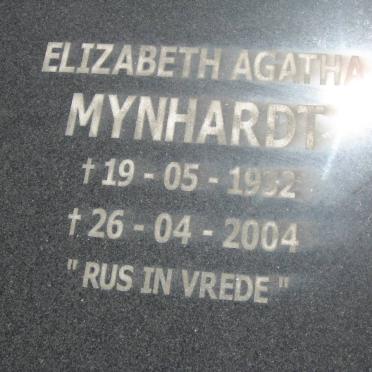 ELIZABETH AGATHA
MYNHARDT
† 19 - 05 - 1932
† 26 - 04 - 2004
" RUS IN VREDE "